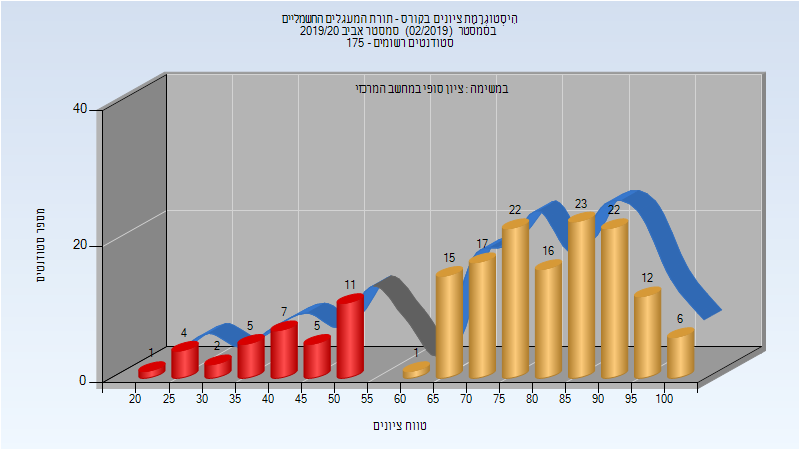 היסטוגרמת ציונים בקורס - תורת המעגלים החשמליים
בסמסטר (02/2019) סמסטר אביב 2019/20
סטודנטים רשומים - 175
במשימה : ציון סופי במחשב המרכזי
40
20
0
מספר סטודנטים
1
4
2
5
7
5
11
1
15
17
22
16
23
22
12
6
20 25 30 35 40 45 50 55 60 65 70 75 80 85 90 95 100
טווח ציונים